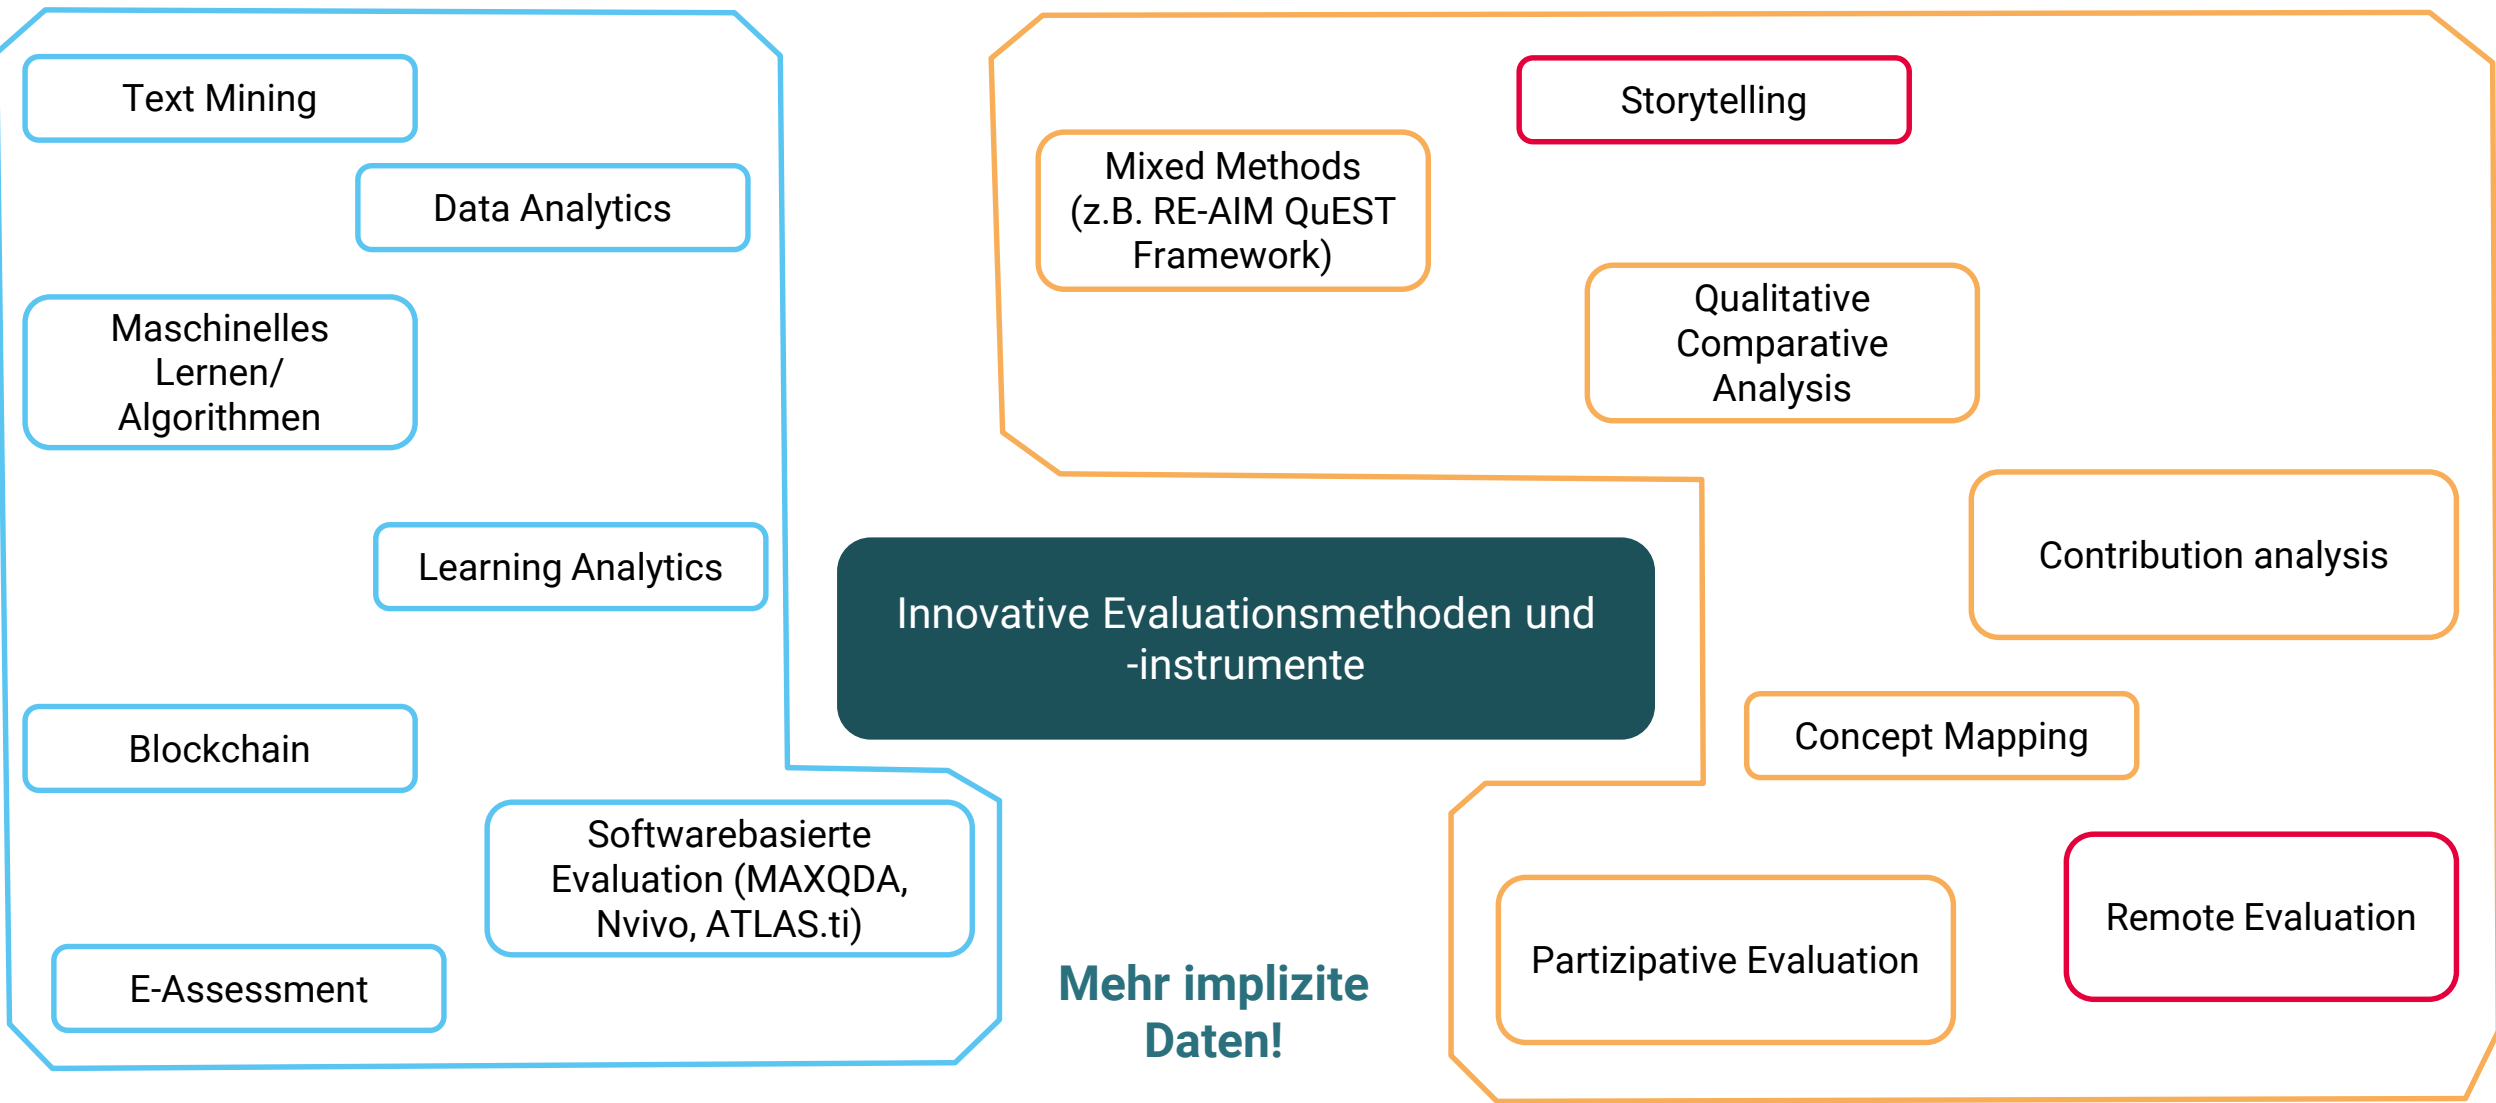 Text Mining
Data Analytics
Maschinelles
Lernen/
Algorithmen
Learning Analytics
Blockchain
Softwarebasierte
Evaluation (MAXQDA,
Nvivo, ATLAS.ti)
E-Assessment
Innovative Evaluationsmethoden und
-instrumente
Mehr implizite
Daten!
Storytelling
Mixed Methods
(z.B. RE-AIM QuEST
Framework)
Qualitative
Comparative
Analysis
Contribution analysis
Concept Mapping
Remote Evaluation
Partizipative Evaluation